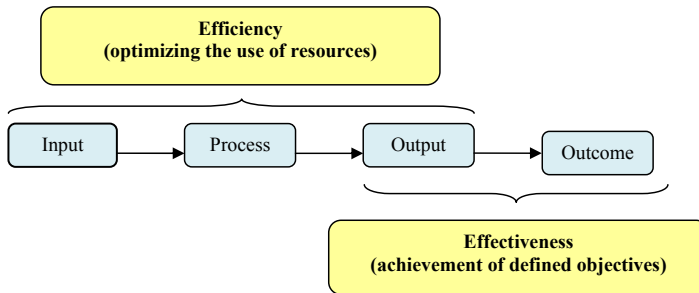 Efficiency
(optimizing the use of resources)
Input
Process
Output
Outcome
Effectiveness
(achievement of defined objectives)